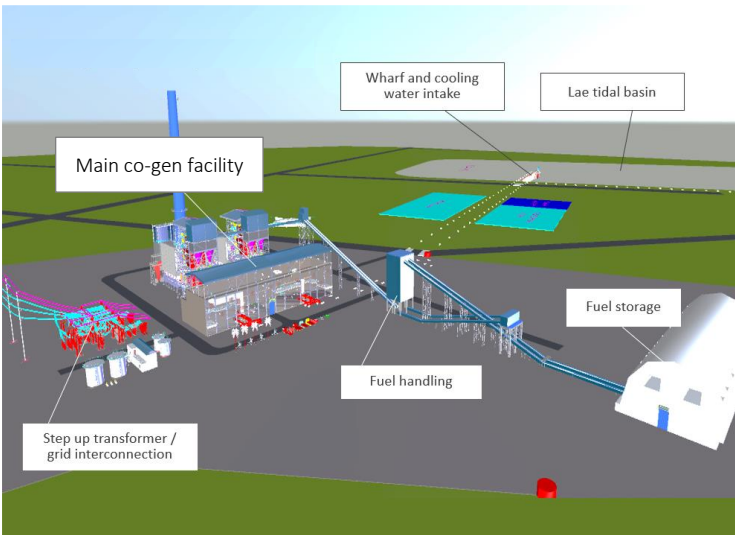 Wharf and cooling
water intake
Lae tidal basin
Main co-gen facility
Fuel storage
Fuel handling
Step up transformer /
grid interconnection